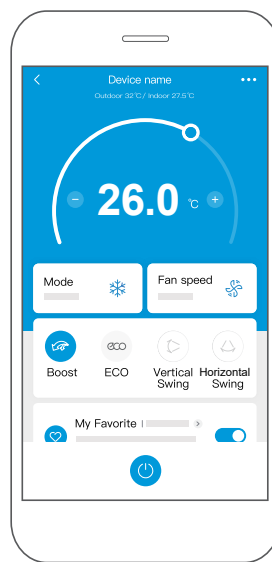 Device name
Outdoor 32℃ / Indoor 27.5℃
26.0 ℃
Mode
Fan speed
eco
Boost
ECO
Vertical Swing
Horizontal Swing
My Favorite